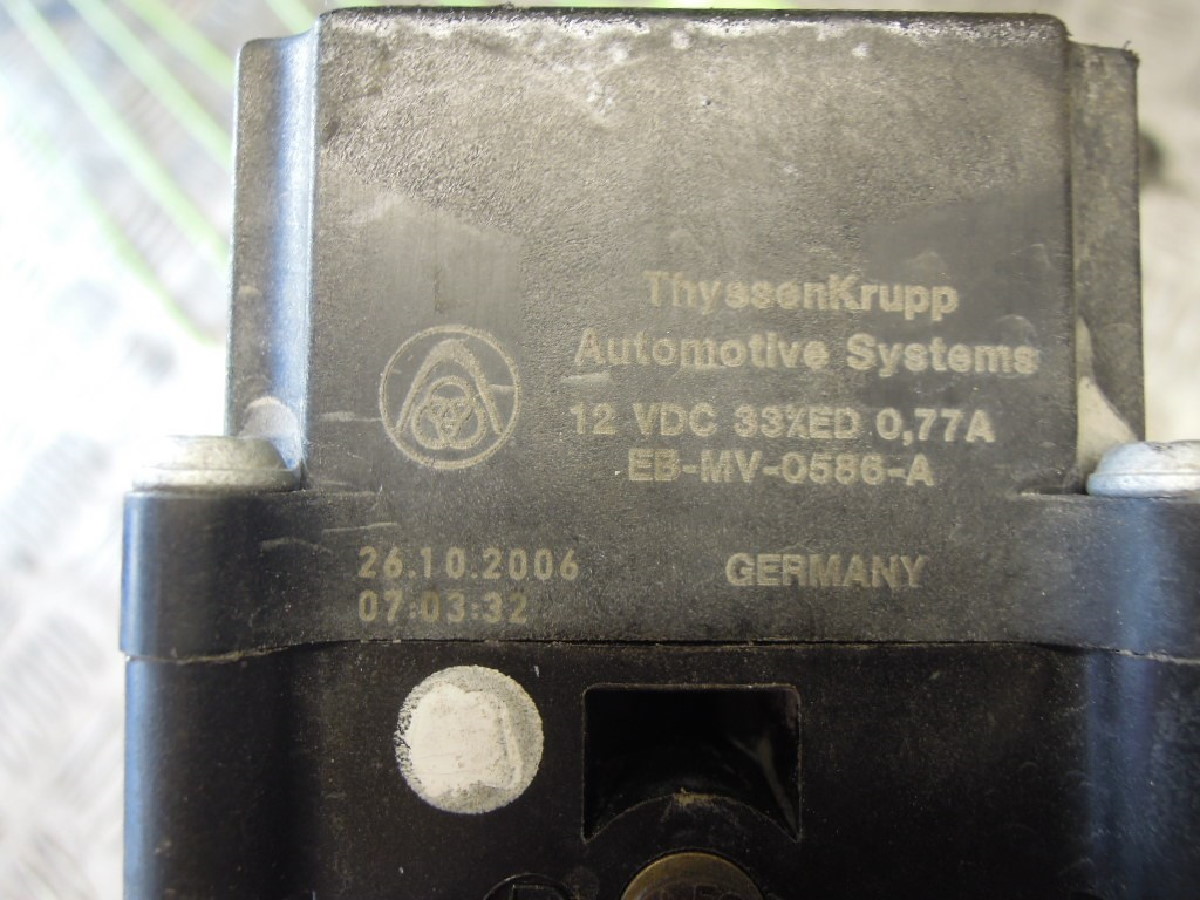 ThyssenKrupp
Automotive Systems
12 VDC 33%ED 0,77A
EB-MV-0586-A
26.10.2006
07:03:32
GERMANY